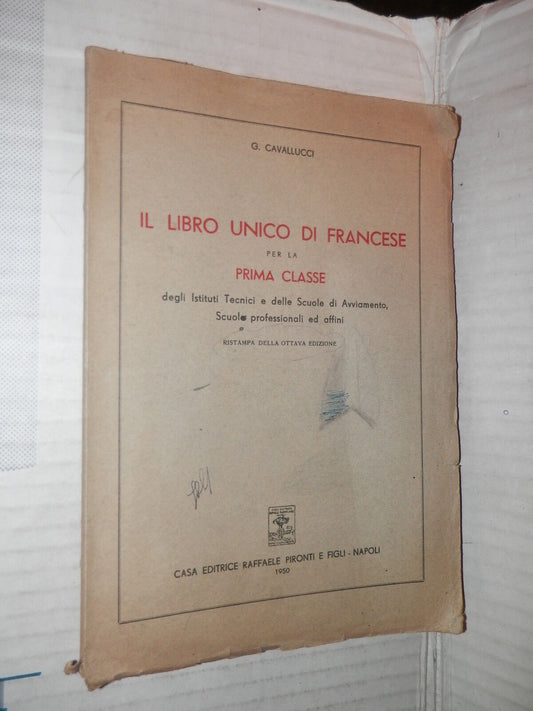 G. CAVALLUCCI
IL LIBRO UNICO DI FRANCESE
PER LA
PRIMA CLASSE
degli Istituti Tecnici e delle Scuole di Avviamento,
Scuole professionali ed affini
RISTAMPA DELLA OTTAVA EDIZIONE
CASA EDITRICE RAFFAELE PIRONTI E FIGLI - NAPOLI
1950